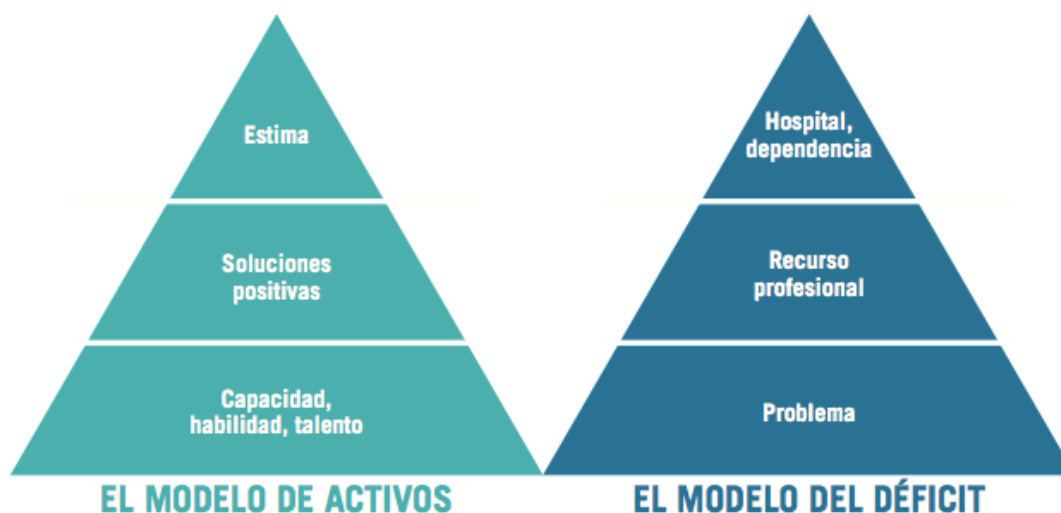 Estima
Soluciones
positivas
Capacidad,
habilidad, talento
EL MODELO DE ACTIVOS
Hospital,
dependencia
Recurso
profesional
Problema
EL MODELO DEL DÉFICIT